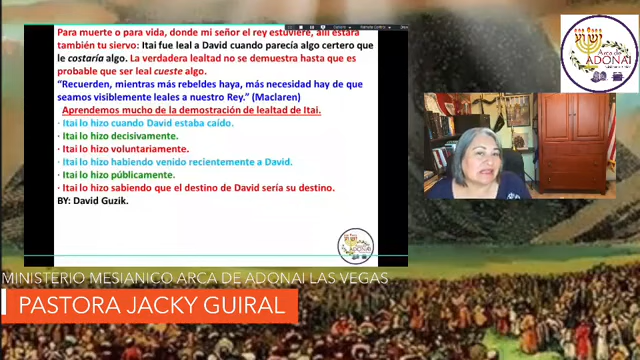 Para muerte o para vida, donde mi señor el rey estuviere, allí estará
también tu siervo: Itai fue leal a David cuando parecía algo certero que
le costaría algo. La verdadera lealtad no se demuestra hasta que es
probable que ser leal cueste algo.
“Recuerden, mientras más rebeldes haya, más necesidad hay de que
seamos visiblemente leales a nuestro Rey.” (Maclaren)
Aprendemos mucho de la demostración de lealtad de Itai.
· Itai lo hizo cuando David estaba caído.
· Itai lo hizo decisivamente.
· Itai lo hizo voluntariamente.
· Itai lo hizo habiendo venido recientemente a David.
· Itai lo hizo públicamente.
· Itai lo hizo sabiendo que el destino de David sería su destino.
BY: David Guzik.
Arca de
ADONAI
MINISTERIO MESIANICO ARCA DE ADONAI LAS VEGAS
PASTORA JACKY GUIRAL